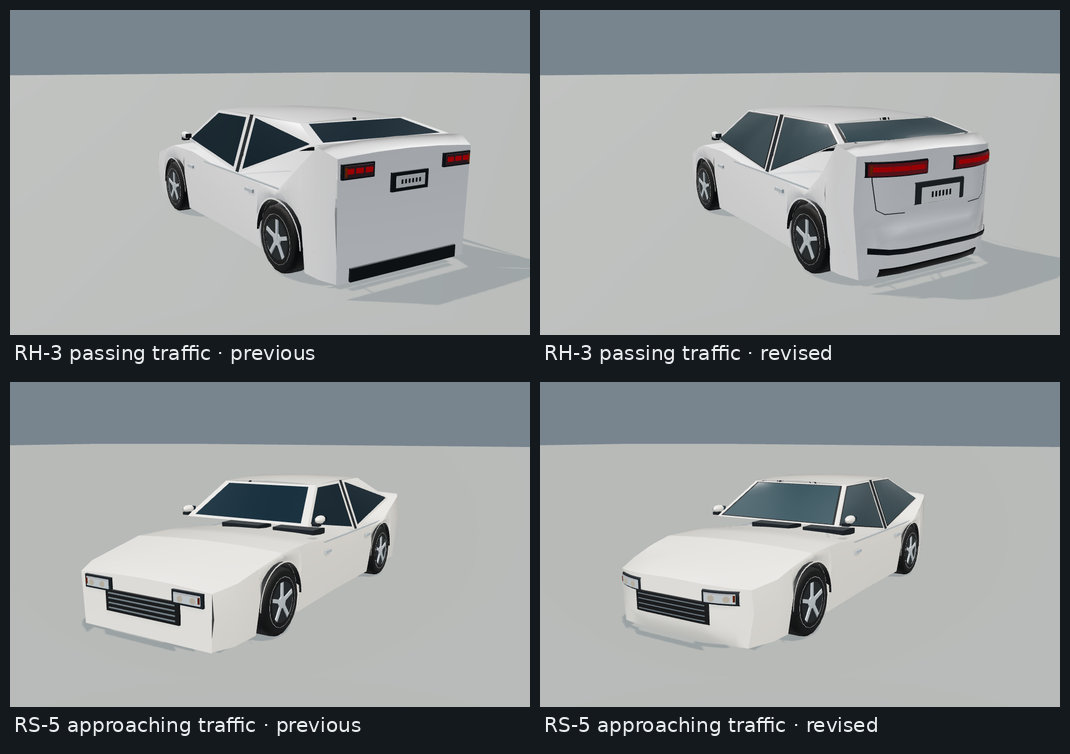 RH-3 passing traffic · previous
RH-3 passing traffic · revised
RS-5 approaching traffic · previous
RS-5 approaching traffic · revised